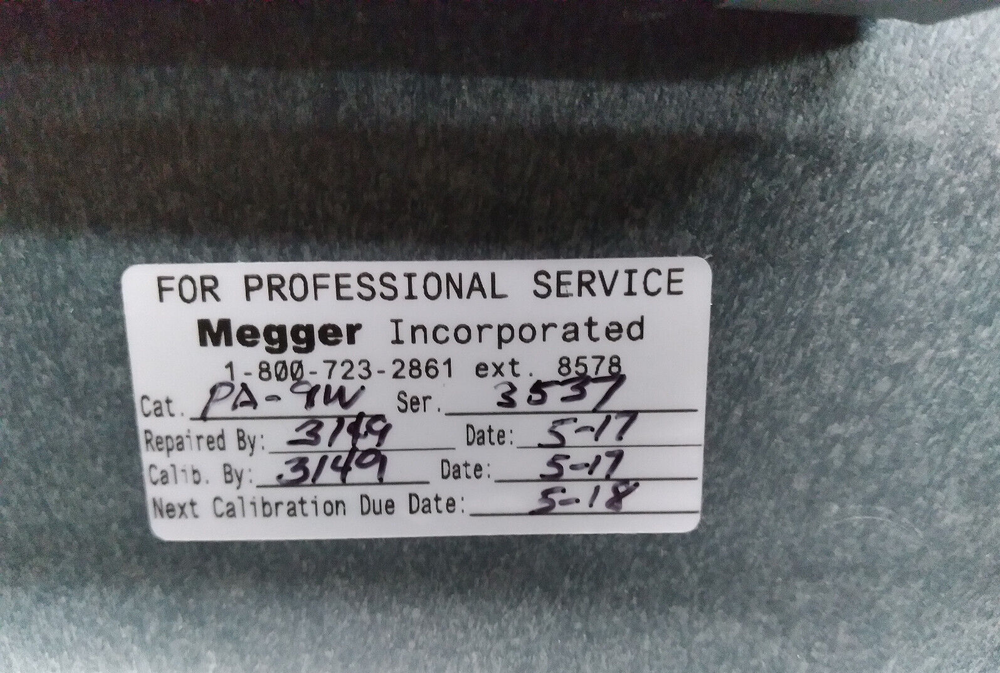 FOR PROFESSIONAL SERVICE
Megger Incorporated
1-800-723-2861 ext. 8578
Cat. PA-9W Ser. 3537
Repaired By: 3149 Date: 5-17
Calib. By: 3149 Date: 5-17
Next Calibration Due Date: 5-18